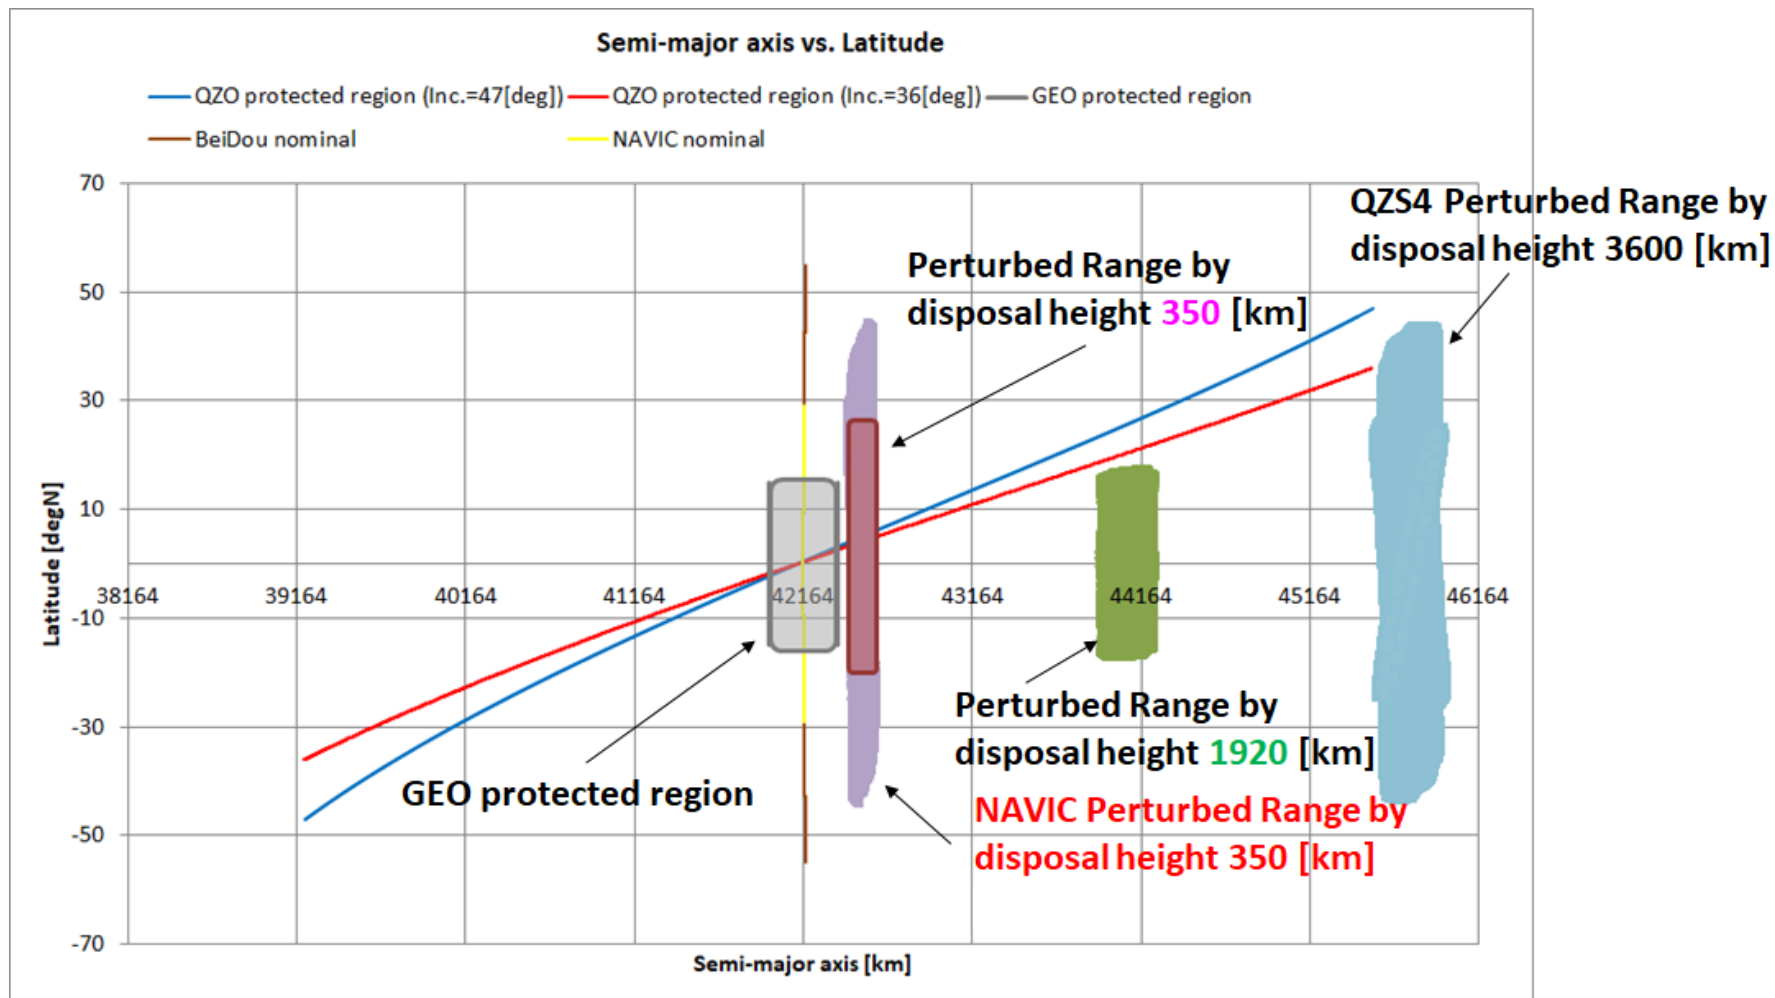 Semi-major axis vs. Latitude
QZO protected region (Inc.=47[deg]) QZO protected region (Inc.=36[deg]) GEO protected region
BeiDou nominal NAVIC nominal
70
50
30
10
-10
-30
-50
-70
Latitude [degN]
38164 39164 40164 41164 42164 43164 44164 45164 46164
Semi-major axis [km]
QZS4 Perturbed Range by
disposal height 3600 [km]
Perturbed Range by
disposal height 350 [km]
Perturbed Range by
disposal height 1920 [km]
GEO protected region
NAVIC Perturbed Range by
disposal height 350 [km]